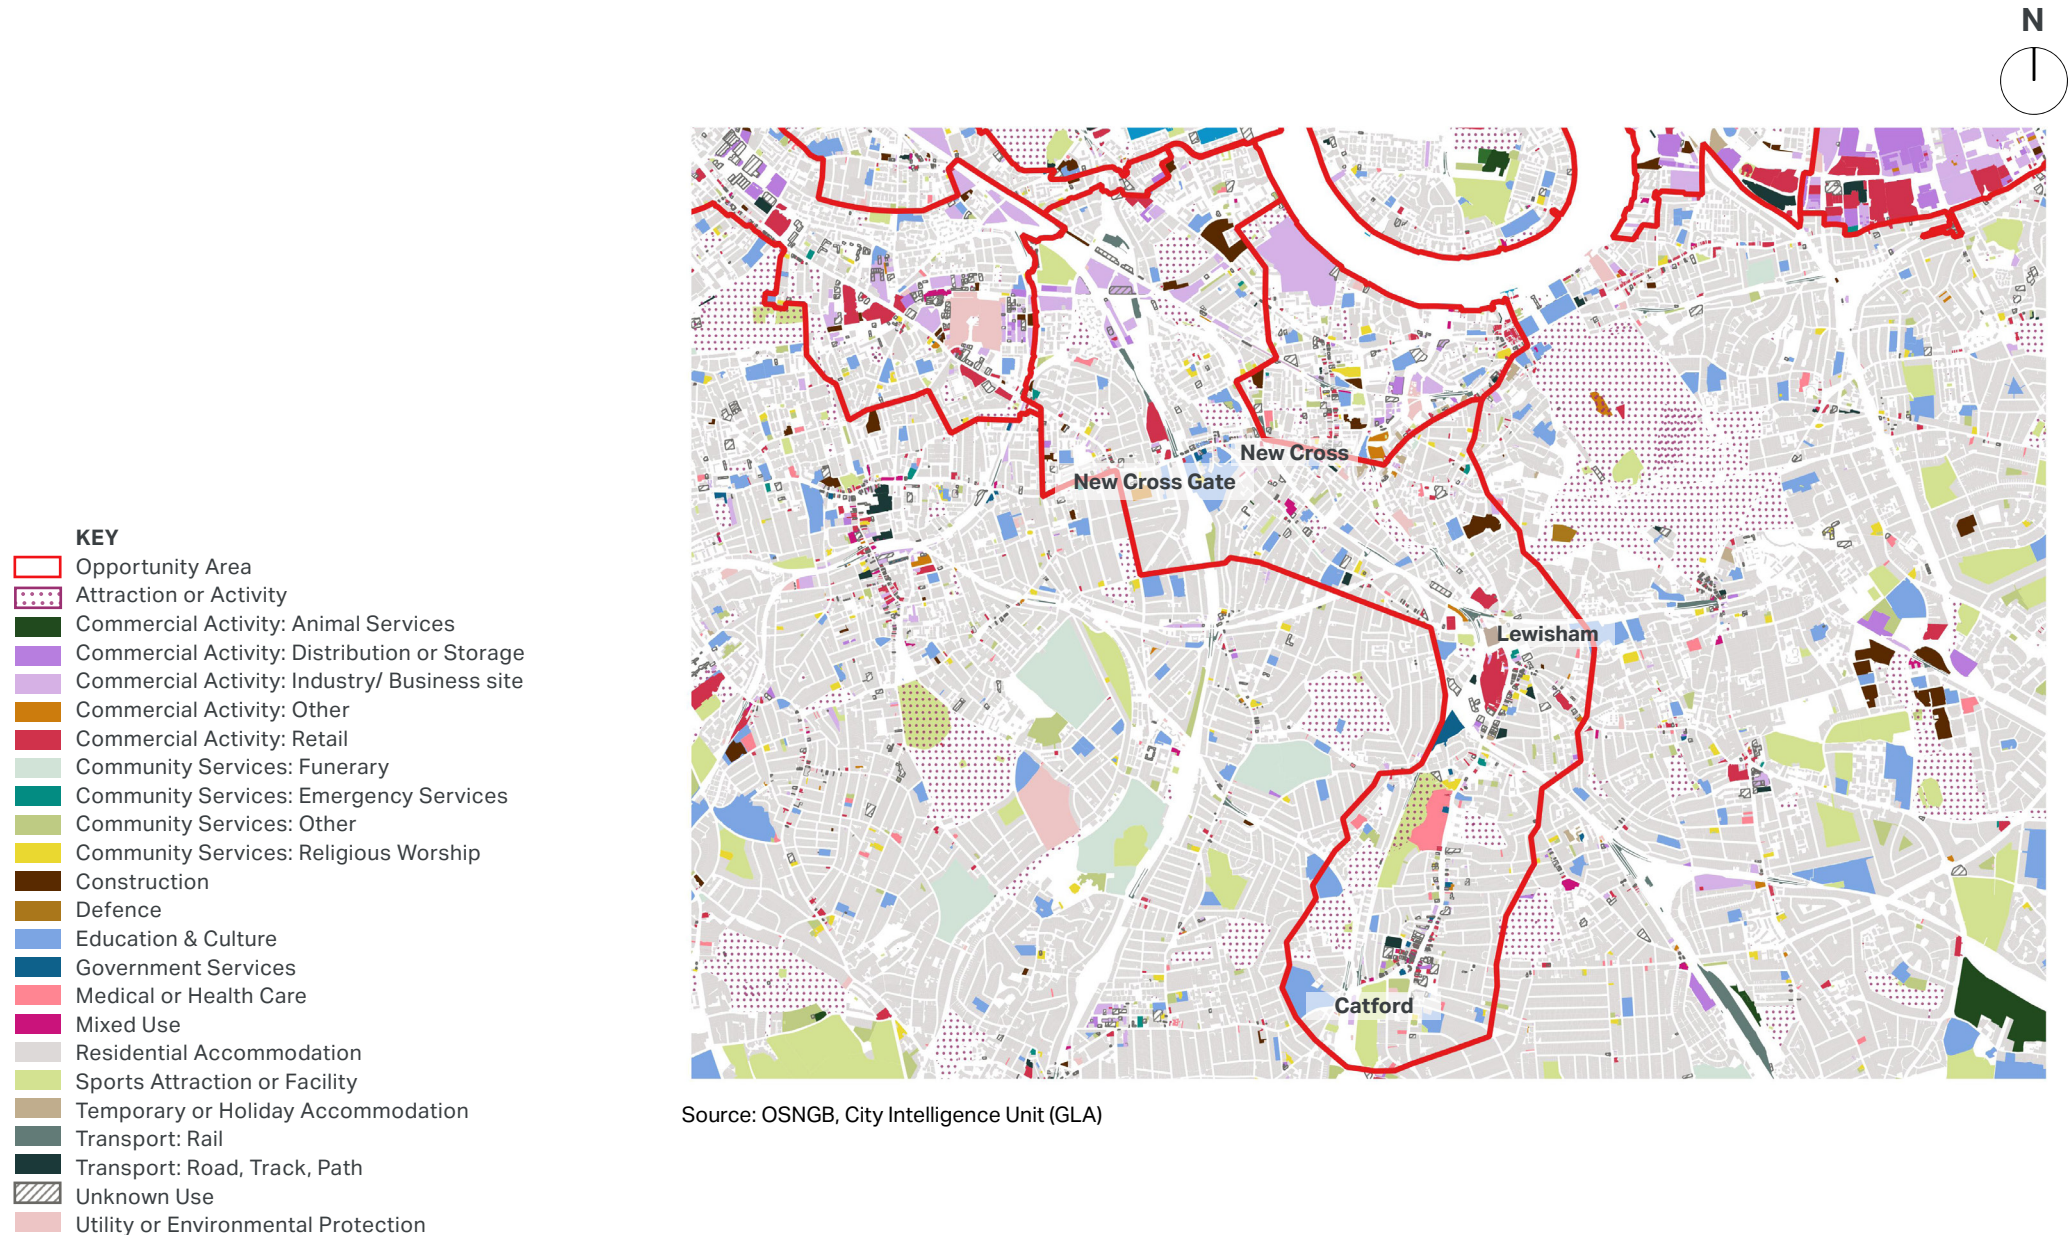 N
New Cross
New Cross Gate
Lewisham
Catford
KEY
Opportunity Area
Attraction or Activity
Commercial Activity: Animal Services
Commercial Activity: Distribution or Storage
Commercial Activity: Industry/ Business site
Commercial Activity: Other
Commercial Activity: Retail
Community Services: Funerary
Community Services: Emergency Services
Community Services: Other
Community Services: Religious Worship
Construction
Defence
Education & Culture
Government Services
Medical or Health Care
Mixed Use
Residential Accommodation
Sports Attraction or Facility
Temporary or Holiday Accommodation
Transport: Rail
Transport: Road, Track, Path
Unknown Use
Utility or Environmental Protection
Source: OSNGB, City Intelligence Unit (GLA)